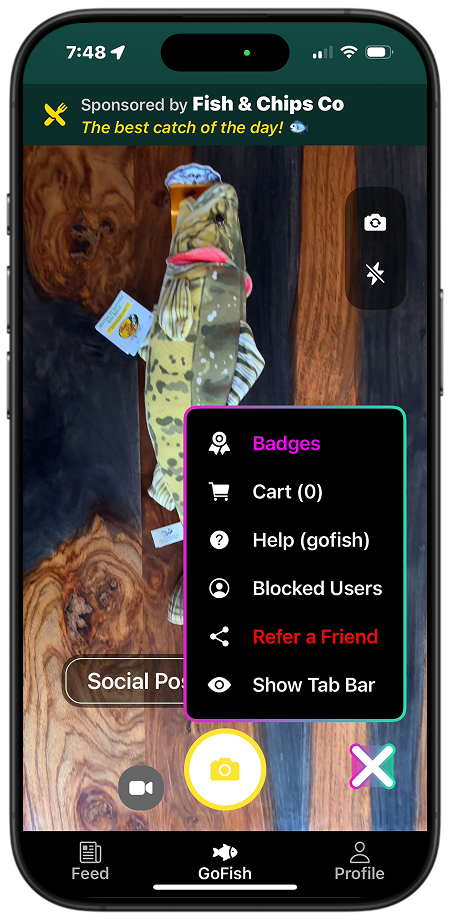 7:48
Sponsored by Fish & Chips Co
The best catch of the day!
Badges
Cart (0)
Help (gofish)
Blocked Users
Refer a Friend
Show Tab Bar
Social Pos
Feed
GoFish
Profile